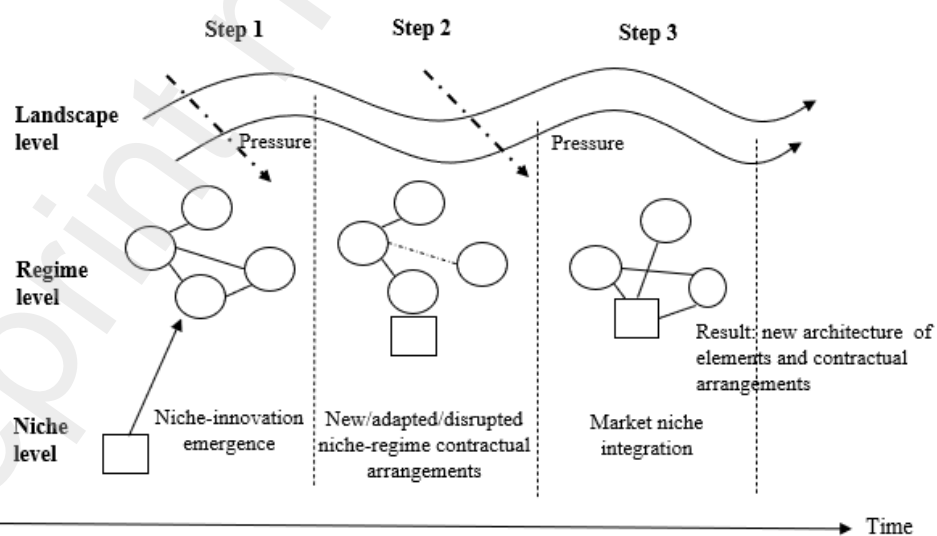 Step 1
Step 2
Step 3
Landscape
level
Pressure
Pressure
Regime
level
Result: new architecture of
elements and contractual
arrangements
Niche
level
Niche-innovation
emergence
New/adapted/disrupted
niche-regime contractual
arrangements
Market niche
integration
Time